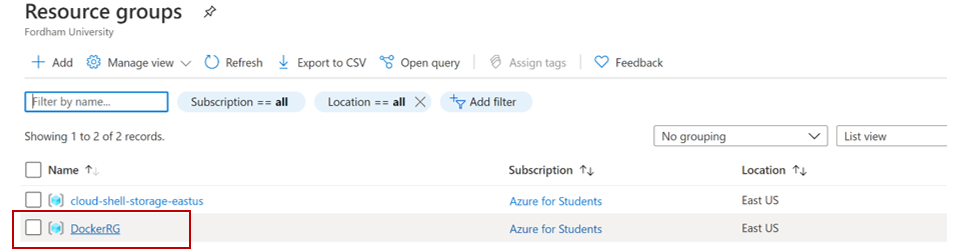 Resource groups
Fordham University
Add Manage view Refresh Export to CSV Open query Assign tags Feedback
Filter by name... Subscription == all Location == all Add filter
Showing 1 to 2 of 2 records. No grouping List view
Name Subscription Location
cloud-shell-storage-eastus Azure for Students East US
DockerRG Azure for Students East US